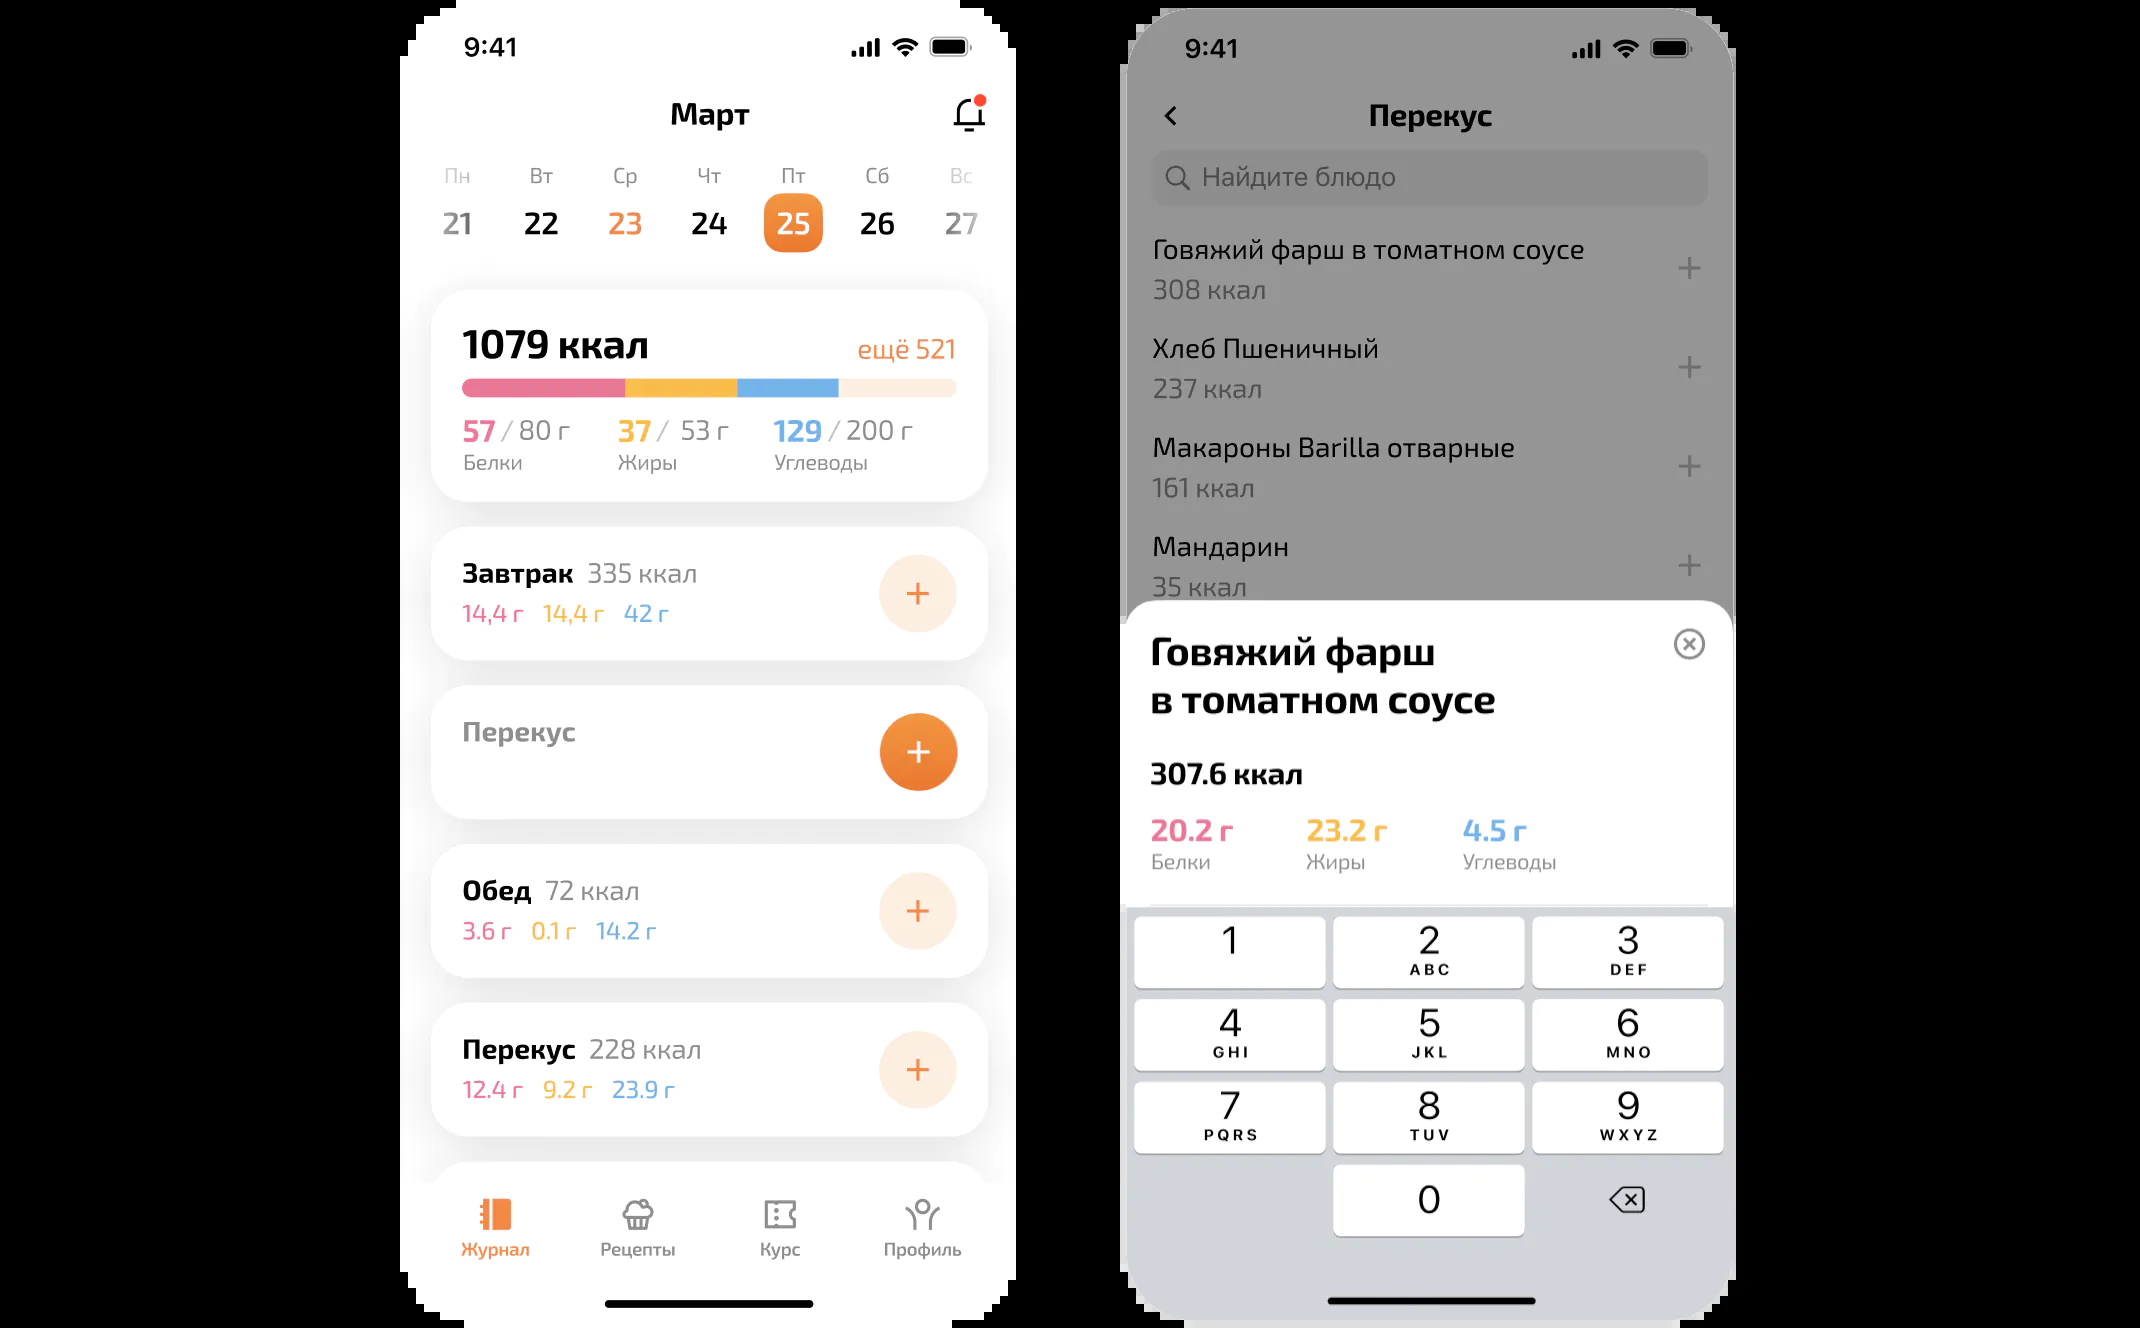 9:41
Март
Пн Вт Ср Чт Пт Сб Вс
21 22 23 24 25 26 27
1079 ккал ещё 521
57 / 80 г 37 / 53 г 129 / 200 г
Белки Жиры Углеводы
Завтрак 335 ккал
14,4 г 14,4 г 42 г
Перекус
Обед 72 ккал
3.6 г 0.1 г 14.2 г
Перекус 228 ккал
12.4 г 9.2 г 23.9 г
Журнал Рецепты Курс Профиль
9:41
Перекус
Найдите блюдо
Говяжий фарш в томатном соусе
308 ккал
Хлеб Пшеничный
237 ккал
Макароны Barilla отварные
161 ккал
Мандарин
35 ккал
Говяжий фарш
в томатном соусе
307.6 ккал
20.2 г 23.2 г 4.5 г
Белки Жиры Углеводы
1 2 3
ABC DEF
4 5 6
GHI JKL MNO
7 8 9
PQRS TUV WXYZ
0